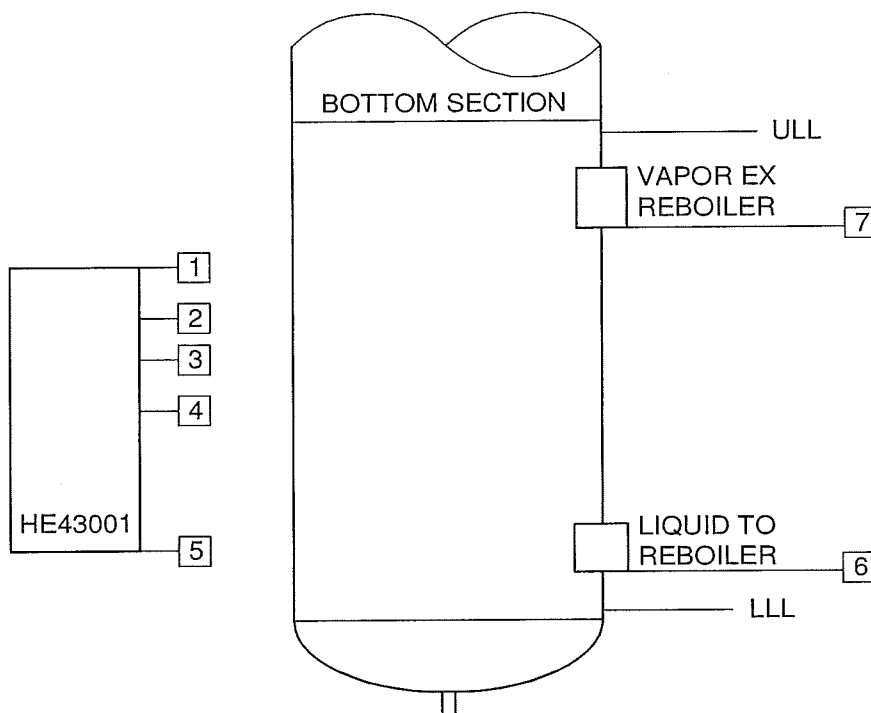 BOTTOM SECTION
ULL
VAPOR EX
REBOILER
7
1
2
3
4
HE43001
5
LIQUID TO
REBOILER
6
LLL